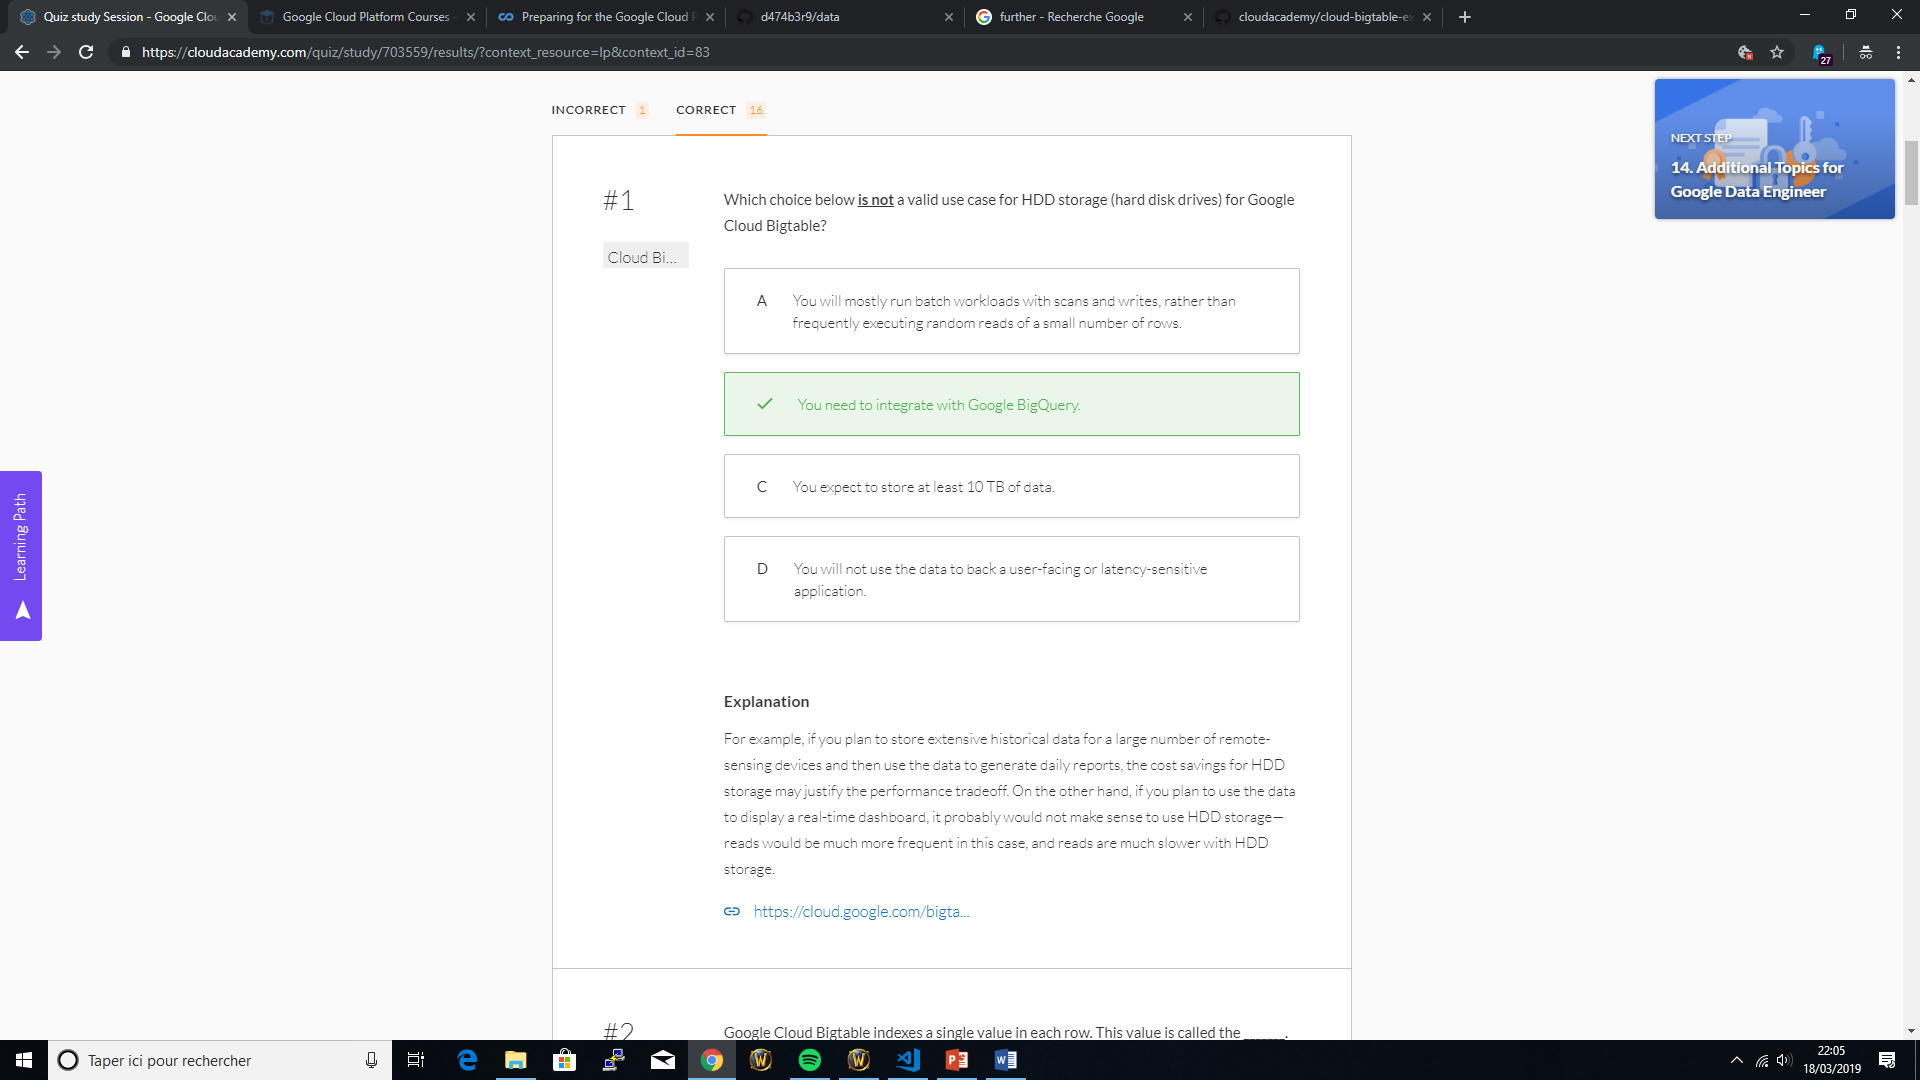 Quiz study Session - Google Clou
Google Cloud Platform Courses -
Preparing for the Google Cloud P
d474b3r9/data
further - Recherche Google
cloudacademy/cloud-bigtable-ex
https://cloudacademy.com/quiz/study/703559/results/?context_resource=lp&context_id=83
27
INCORRECT 1 CORRECT 16
NEXT STEP
14. Additional Topics for
Google Data Engineer
#1
Cloud Bi...
Which choice below is not a valid use case for HDD storage (hard disk drives) for Google
Cloud Bigtable?
A You will mostly run batch workloads with scans and writes, rather than
frequently executing random reads of a small number of rows.
You need to integrate with Google BigQuery.
C You expect to store at least 10 TB of data.
D You will not use the data to back a user-facing or latency-sensitive
application.
Learning Path
Explanation
For example, if you plan to store extensive historical data for a large number of remote-
sensing devices and then use the data to generate daily reports, the cost savings for HDD
storage may justify the performance tradeoff. On the other hand, if you plan to use the data
to display a real-time dashboard, it probably would not make sense to use HDD storage—
reads would be much more frequent in this case, and reads are much slower with HDD
storage.
https://cloud.google.com/bigta...
#2
Google Cloud Bigtable indexes a single value in each row. This value is called the _______.
Taper ici pour rechercher
22:05
18/03/2019